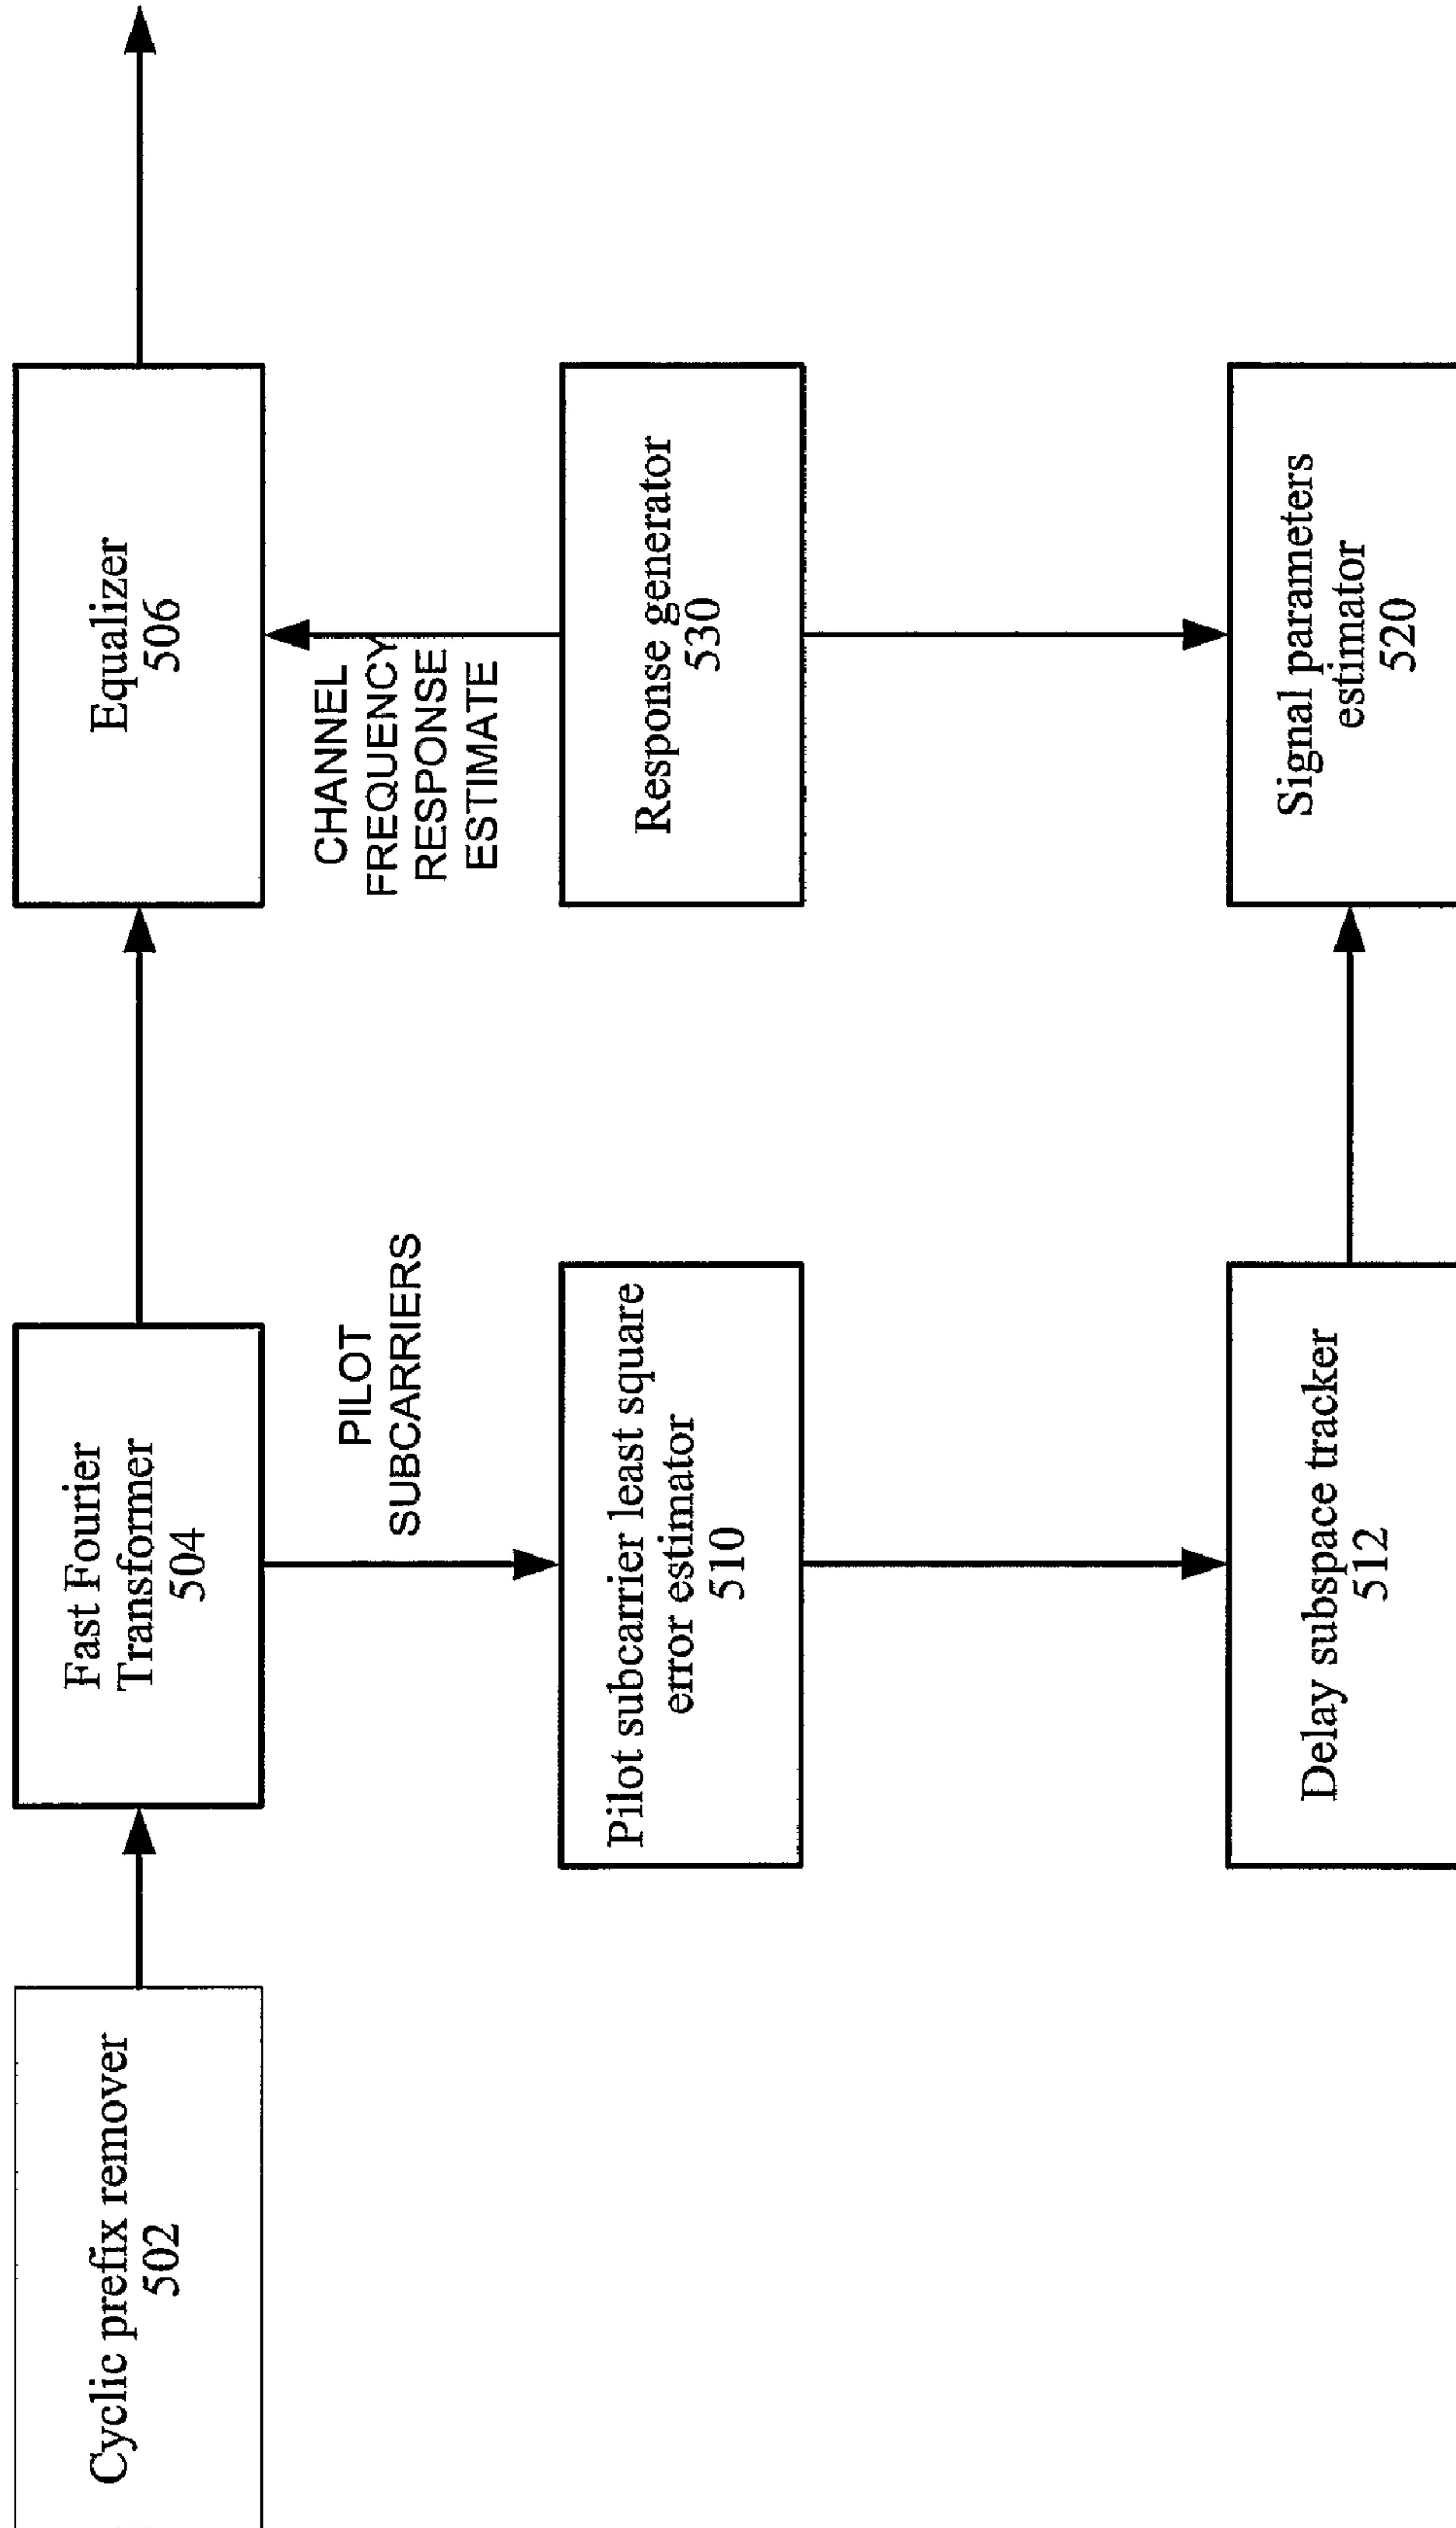 Cyclic prefix remover
502
Fast Fourier
Transformer
504
Equalizer
506
PILOT
SUBCARRIERS
CHANNEL
FREQUENCY
RESPONSE
ESTIMATE
Pilot subcarrier least square
error estimator
510
Response generator
530
Delay subspace tracker
512
Signal parameters
estimator
520